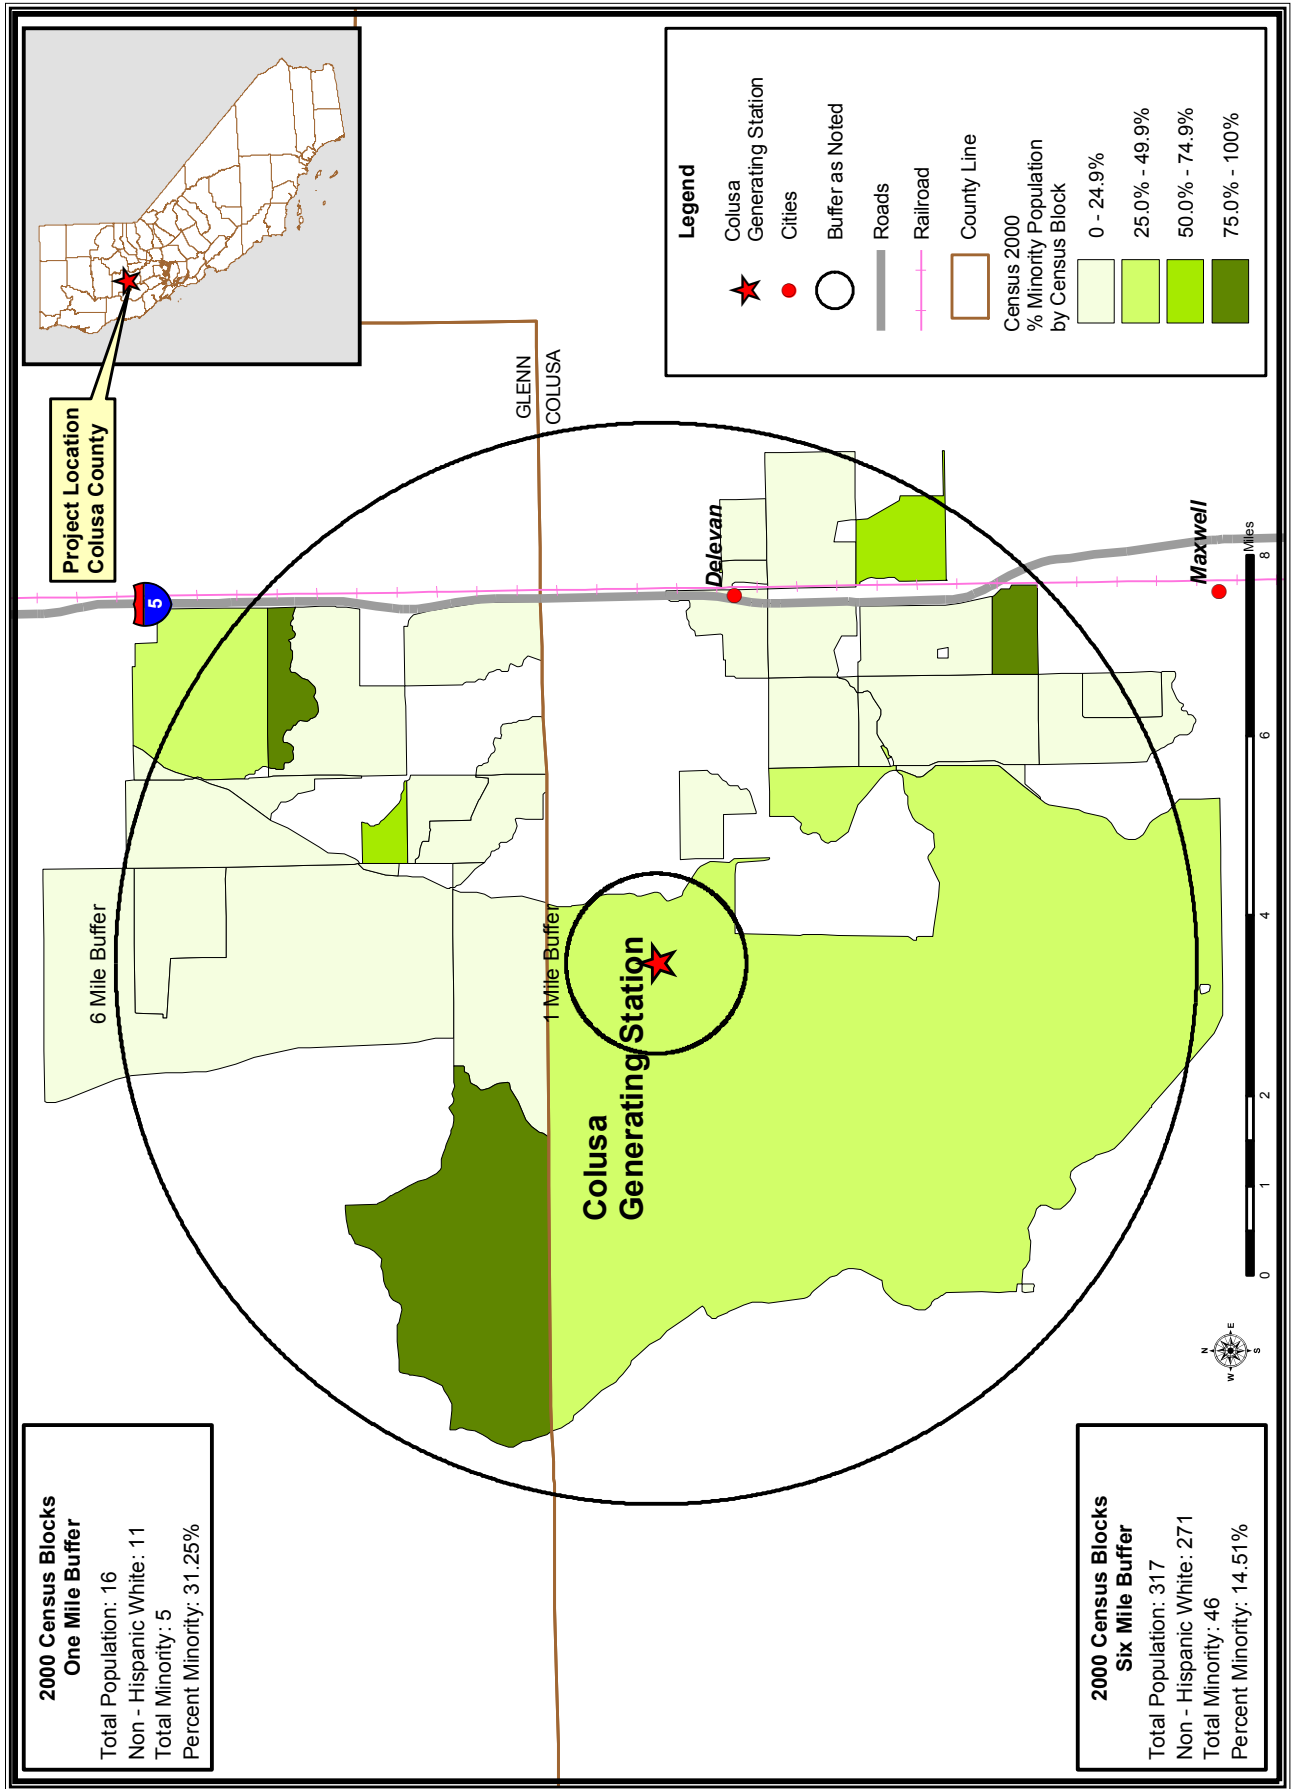 2000 Census Blocks
One Mile Buffer
Total Population: 16
Non - Hispanic White: 11
Total Minority: 5
Percent Minority: 31.25%
Project Location
Colusa County
5
6 Mile Buffer
GLENN
COLUSA
1 Mile Buffer
Colusa
Generating Station
Delevan
Maxwell
2000 Census Blocks
Six Mile Buffer
Total Population: 317
Non - Hispanic White: 271
Total Minority: 46
Percent Minority: 14.51%
N
W
E
S
0
1
2
4
6
8
Miles
Legend
Colusa
Generating Station
Cities
Buffer as Noted
Roads
Railroad
County Line
Census 2000
% Minority Population
by Census Block
0 - 24.9%
25.0% - 49.9%
50.0% - 74.9%
75.0% - 100%